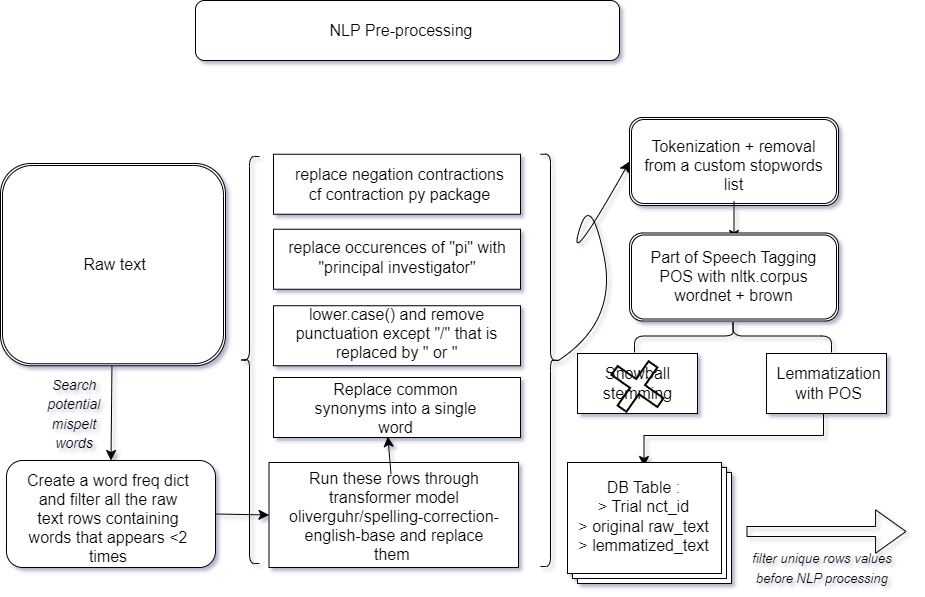 NLP Pre-processing
Raw text
Search
potential
mispelt
words
Create a word freq dict
and filter all the raw
text rows containing
words that appears <2
times
replace negation contractions
cf contraction py package
replace occurences of "pi" with
"principal investigator"
lower.case() and remove
punctuation except "/" that is
replaced by " or "
Replace common
synonyms into a single
word
Run these rows through
transformer model
oliverguhr/spelling-correction-
english-base and replace
them
Tokenization + removal
from a custom stopwords
list
Part of Speech Tagging
POS with nltk.corpus
wordnet + brown
Snowball
stemming
Lemmatization
with POS
DB Table :
> Trial nct_id
> original raw_text
> lemmatized_text
filter unique rows values
before NLP processing